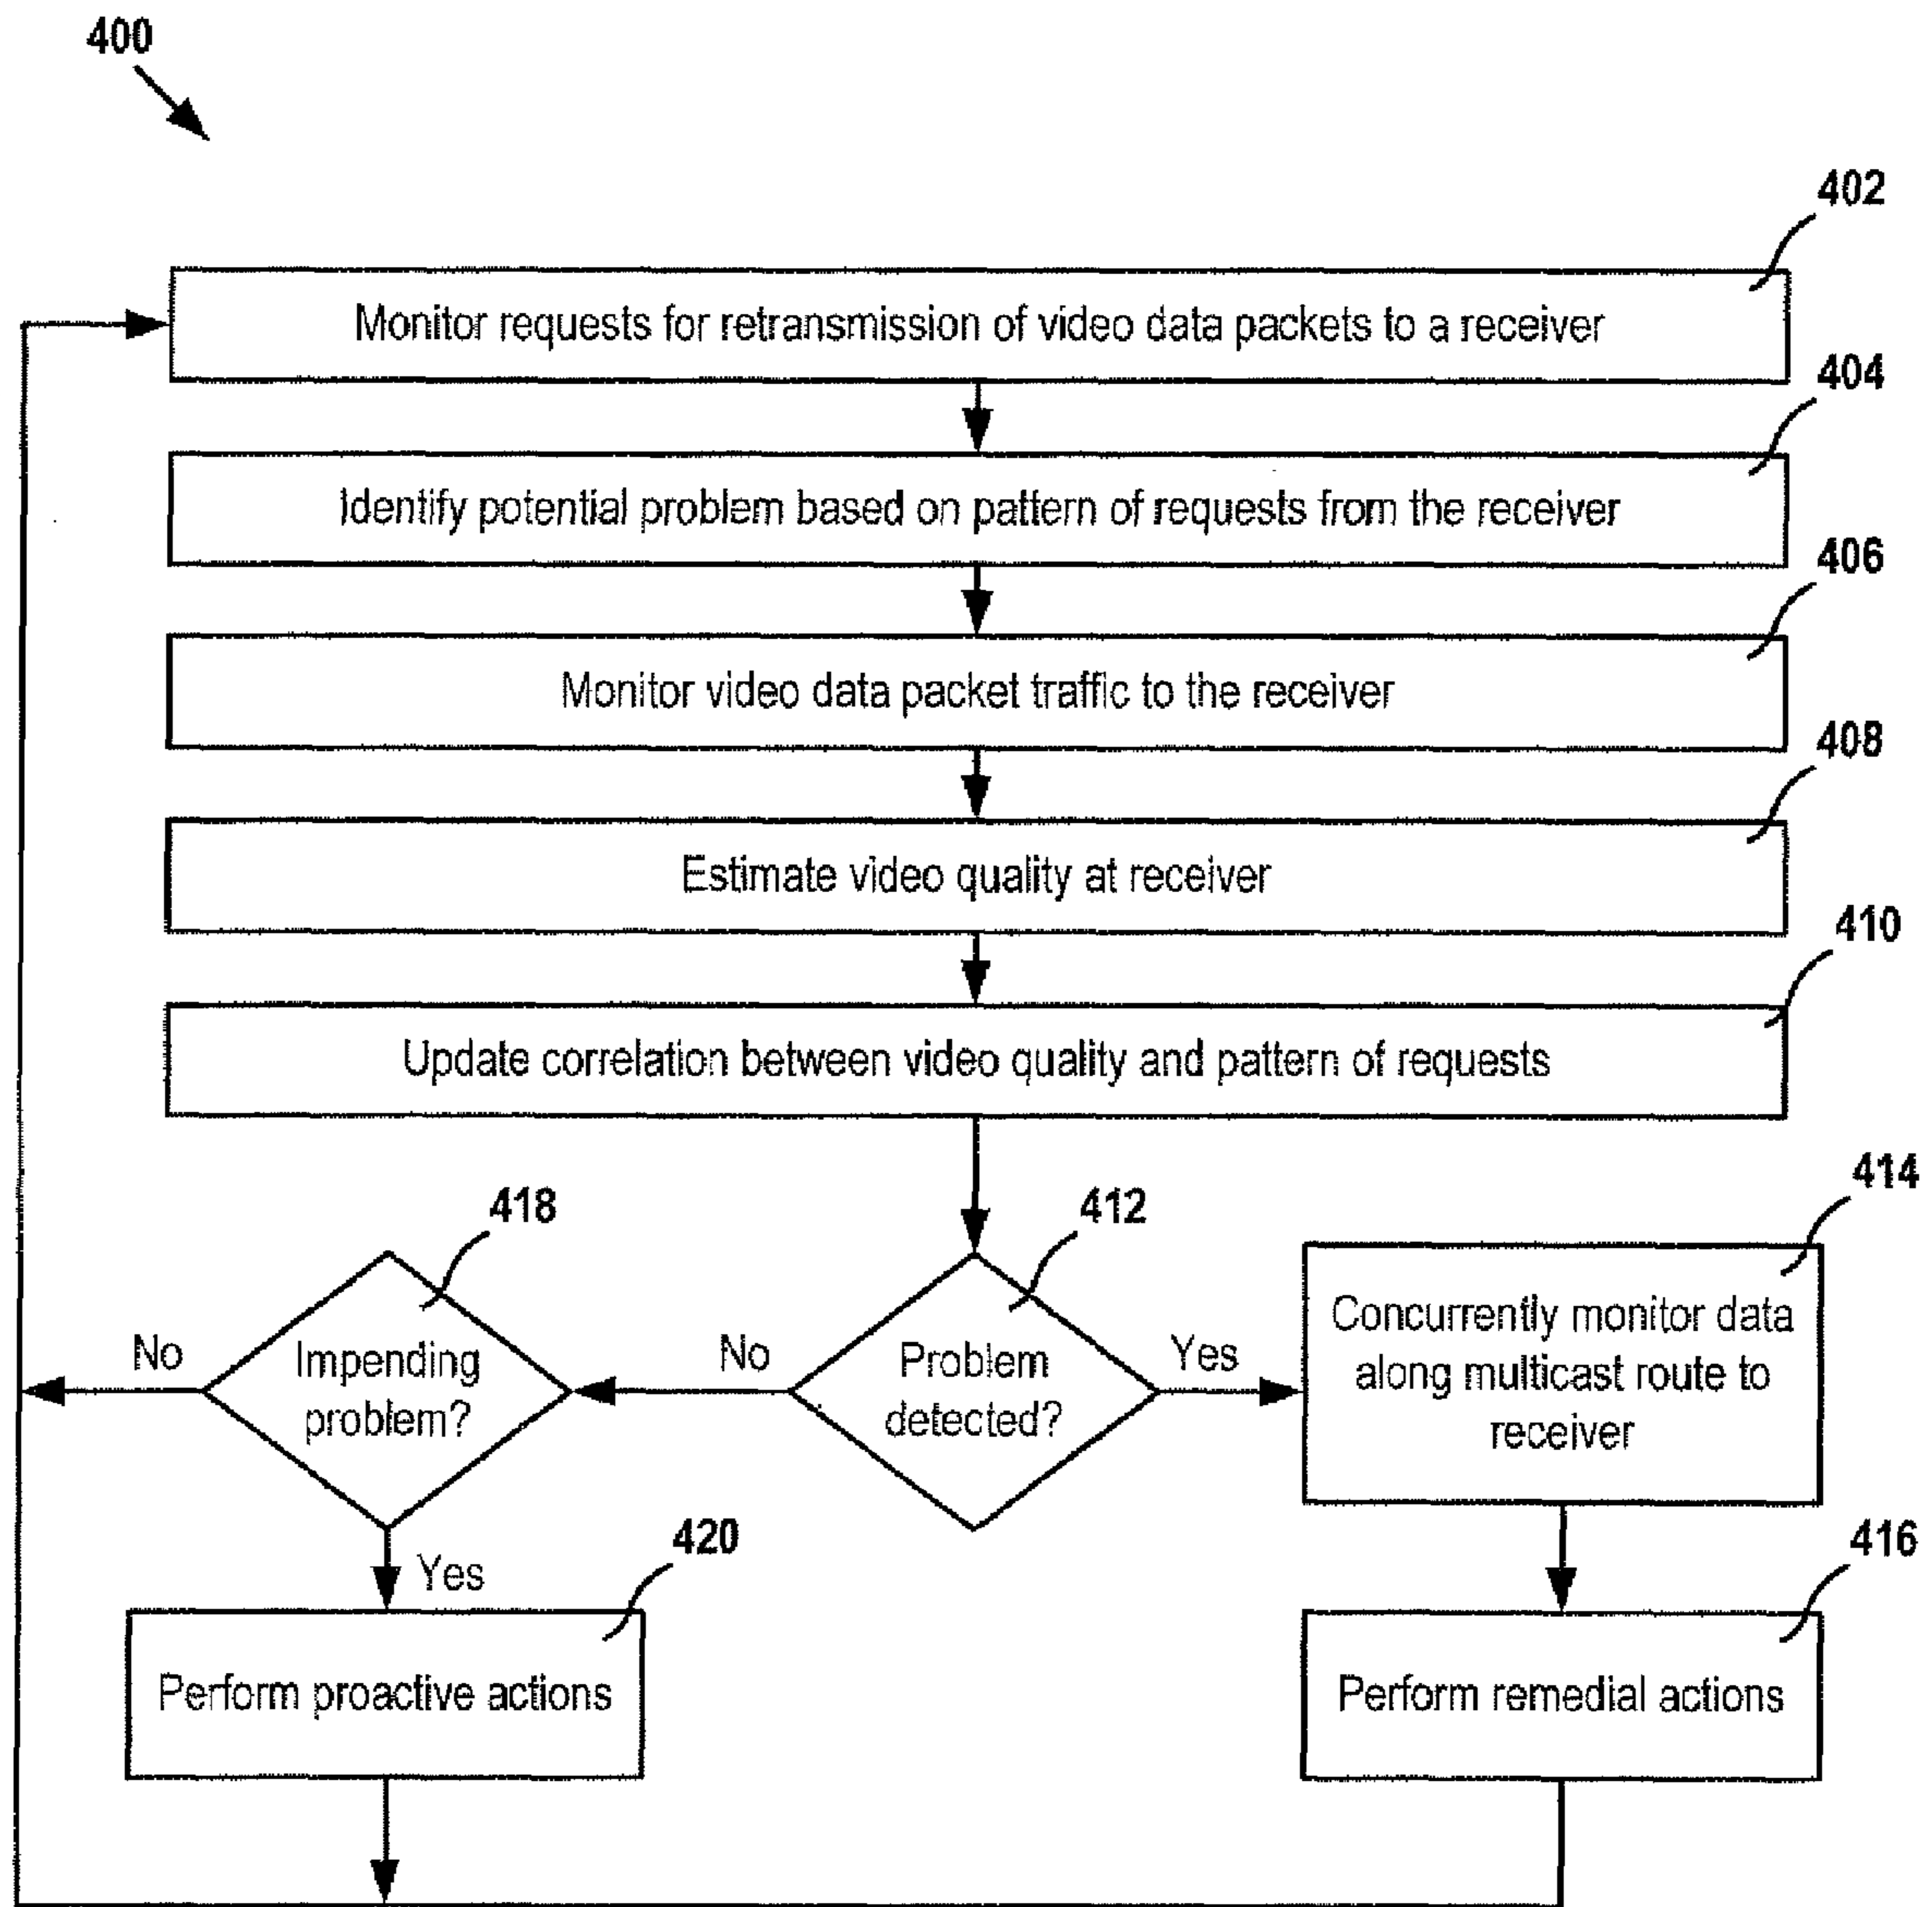 400
402
Monitor requests for retransmission of video data packets to a receiver
404
Identify potential problem based on pattern of requests from the receiver
406
Monitor video data packet traffic to the receiver
408
Estimate video quality at receiver
410
Update correlation between video quality and pattern of requests
418
412
414
No
Impending
problem?
No
Problem
detected?
Yes
Concurrently monitor data
along multicast route to
receiver
Yes
420
416
Perform proactive actions
Perform remedial actions